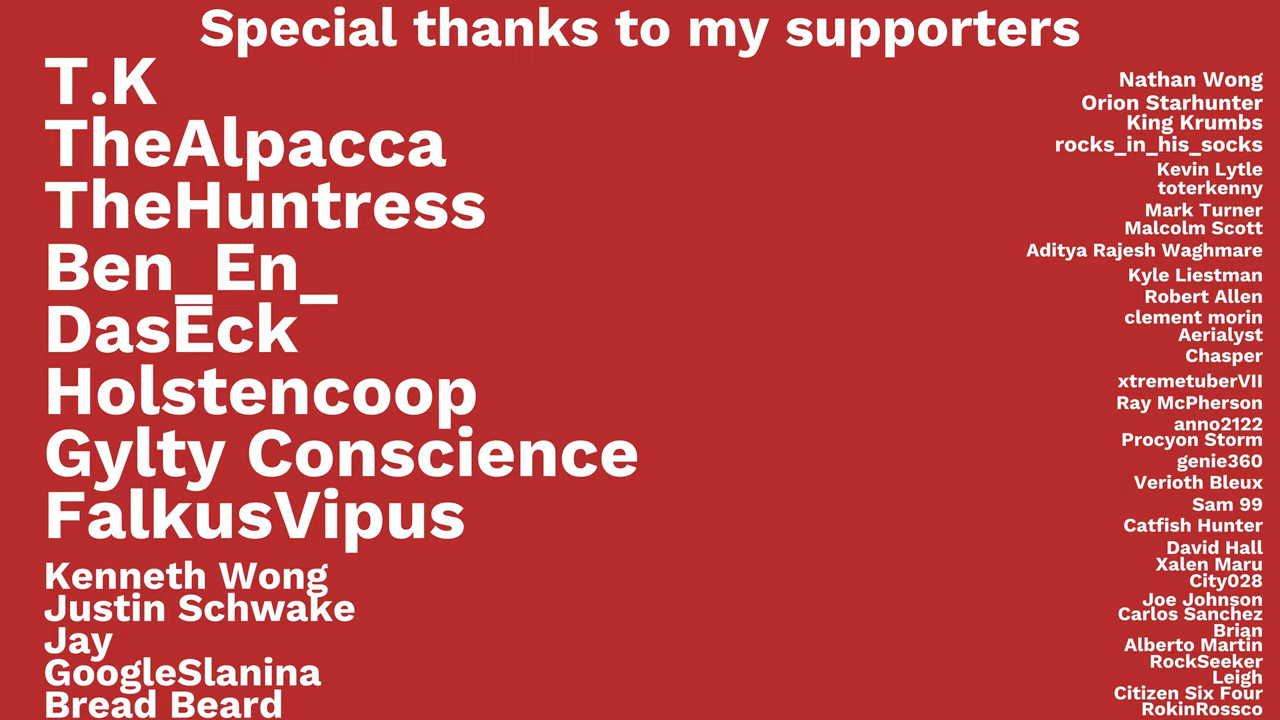 Special thanks to my supporters
T.K
TheAlpacca
TheHuntress
Ben_En_
DasEck
Holstencoop
Gylty Conscience
FalkusVipus
Kenneth Wong
Justin Schwake
Jay
GoogleSlanina
Bread Beard
Nathan Wong
Orion Starhunter
King Krumbs
rocks_in_his_socks
Kevin Lytle
toterkenny
Mark Turner
Malcolm Scott
Aditya Rajesh Waghmare
Kyle Liestman
Robert Allen
clement morin
Aerialyst
Chasper
xtremetuberVII
Ray McPherson
anno2122
Procyon Storm
genie360
Verioth Bleux
Sam 99
Catfish Hunter
David Hall
Xalen Maru
City028
Joe Johnson
Carlos Sanchez
Brian
Alberto Martin
RockSeeker
Leigh
Citizen Six Four
RokinRossco